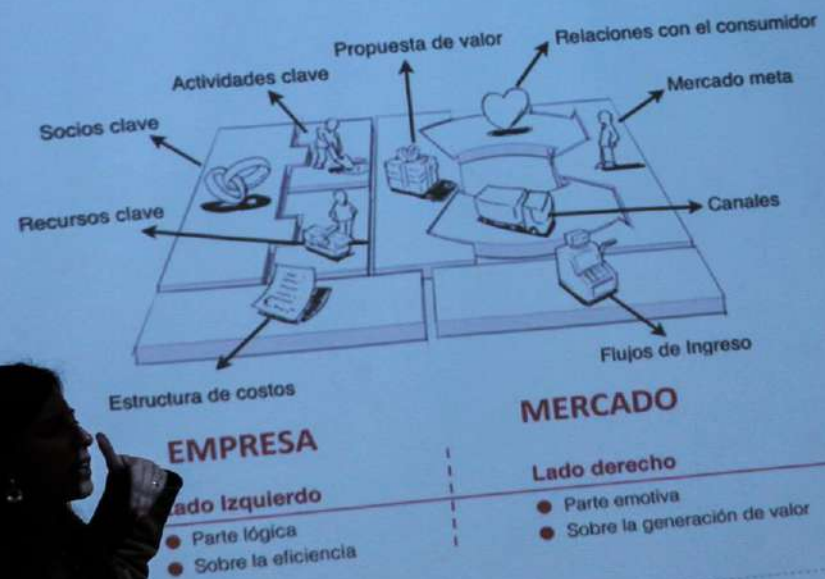 Propuesta de valor
Relaciones con el consumidor
Actividades clave
Mercado meta
Socios clave
Recursos clave
Canales
Flujos de Ingreso
Estructura de costos
EMPRESA
MERCADO
Lado Izquierdo
Lado derecho
Parte lógica
Sobre la eficiencia
Parte emotiva
Sobre la generación de valor